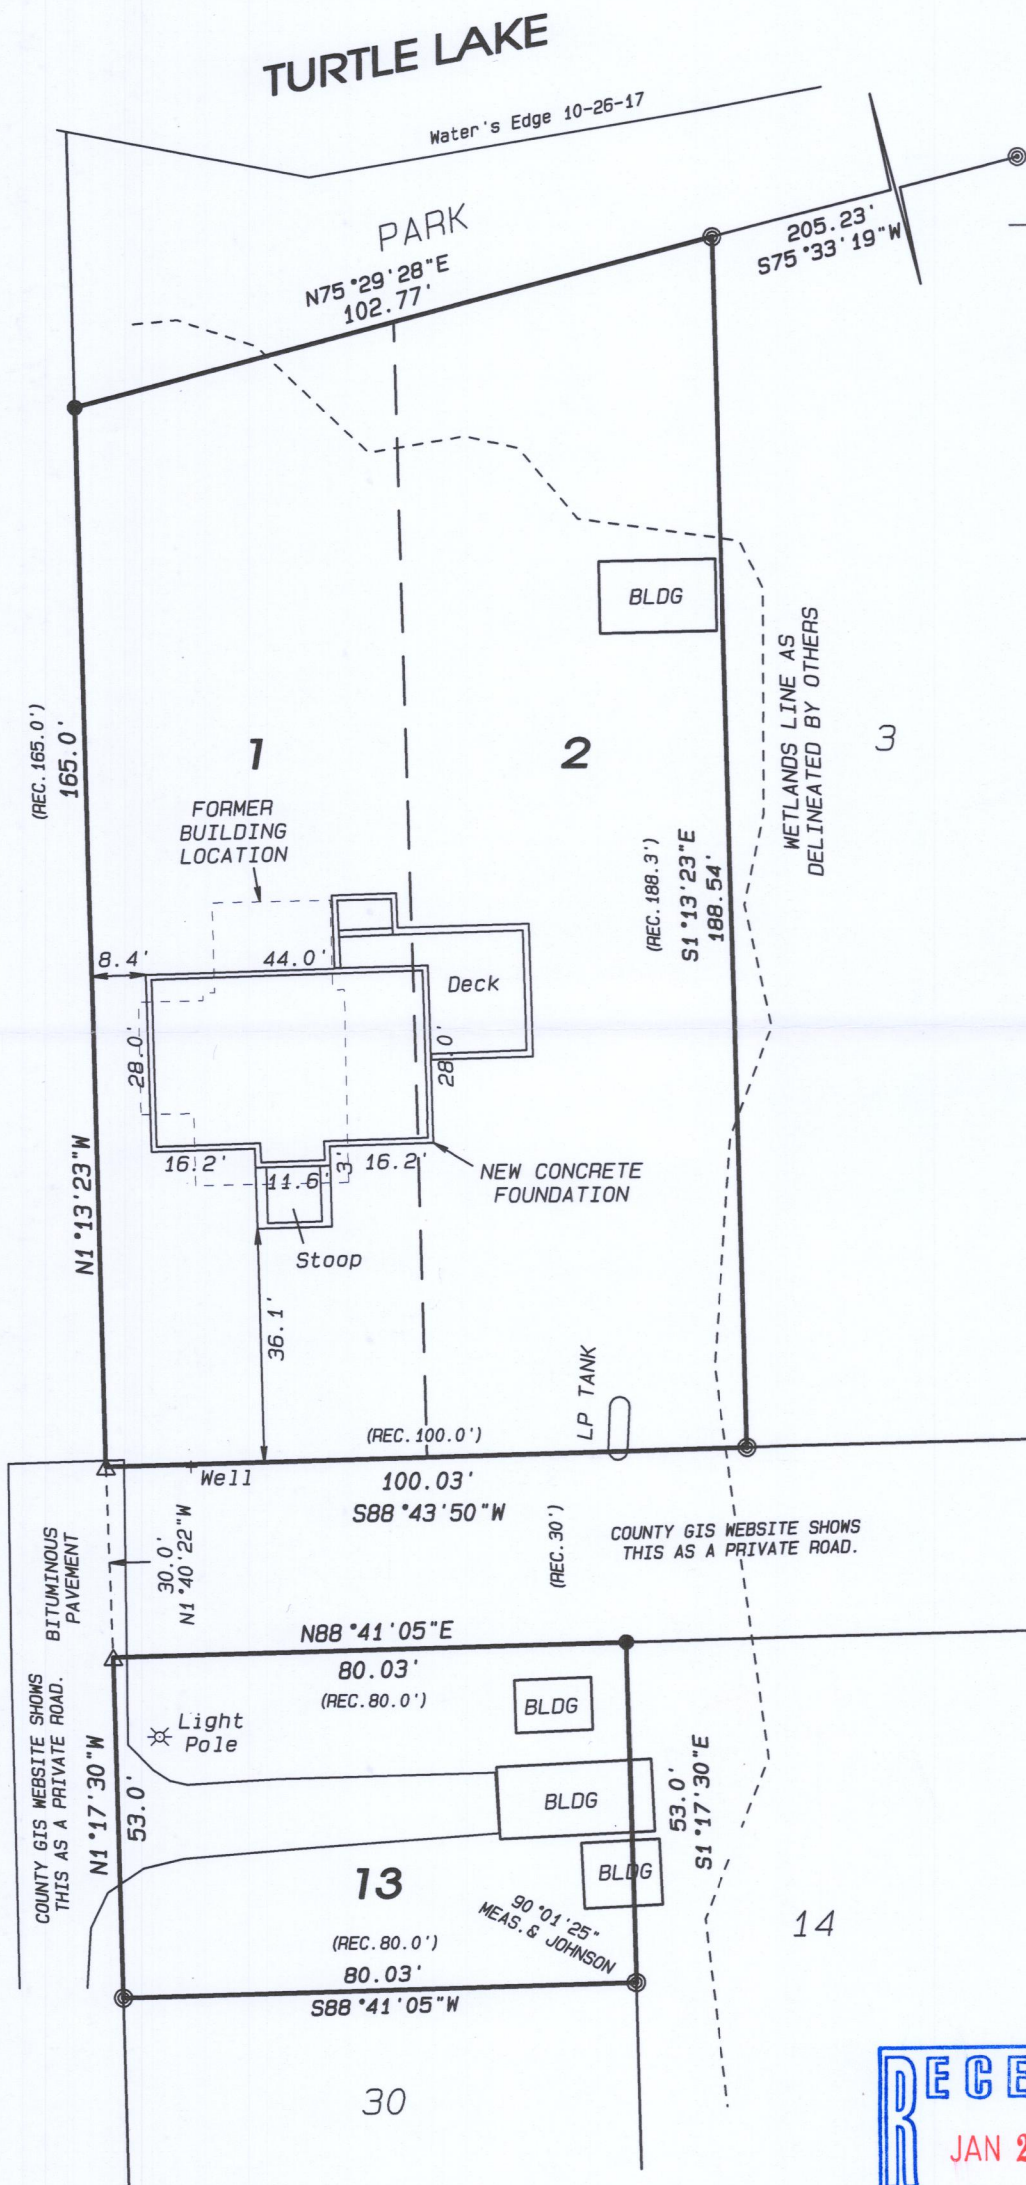 TURTLE LAKE
Water's Edge 10-26-17
PARK
N75°29'28"E
102.77'
205.23'
S75°33'19"W
BLDG
WETLANDS LINE AS
DELINEATED BY OTHERS
3
(REC.165.0')
165.0'
1
2
FORMER
BUILDING
LOCATION
(REC.188.3')
S1°13'23"E
188.54'
8.4'
44.0'
Deck
28.0'
28.0'
N1°13'23"W
16.2'
11.6'
3
16.2'
NEW CONCRETE
FOUNDATION
Stoop
36.1'
LP TANK
(REC.100.0')
Well
100.03'
S88°43'50"W
BITUMINOUS
PAVEMENT
30.0'
N1°40'22"W
(REC.30')
COUNTY GIS WEBSITE SHOWS
THIS AS A PRIVATE ROAD.
N88°41'05"E
80.03'
(REC.80.0')
BLDG
COUNTY GIS WEBSITE SHOWS
THIS AS A PRIVATE ROAD.
Light
Pole
N1°17'30"W
53.0'
BLDG
53.0'
S1°17'30"E
BLDG
13
90°01'25"
MEAS.& JOHNSON
14
(REC.80.0')
80.03'
S88°41'05"W
30
RECE
JAN 2